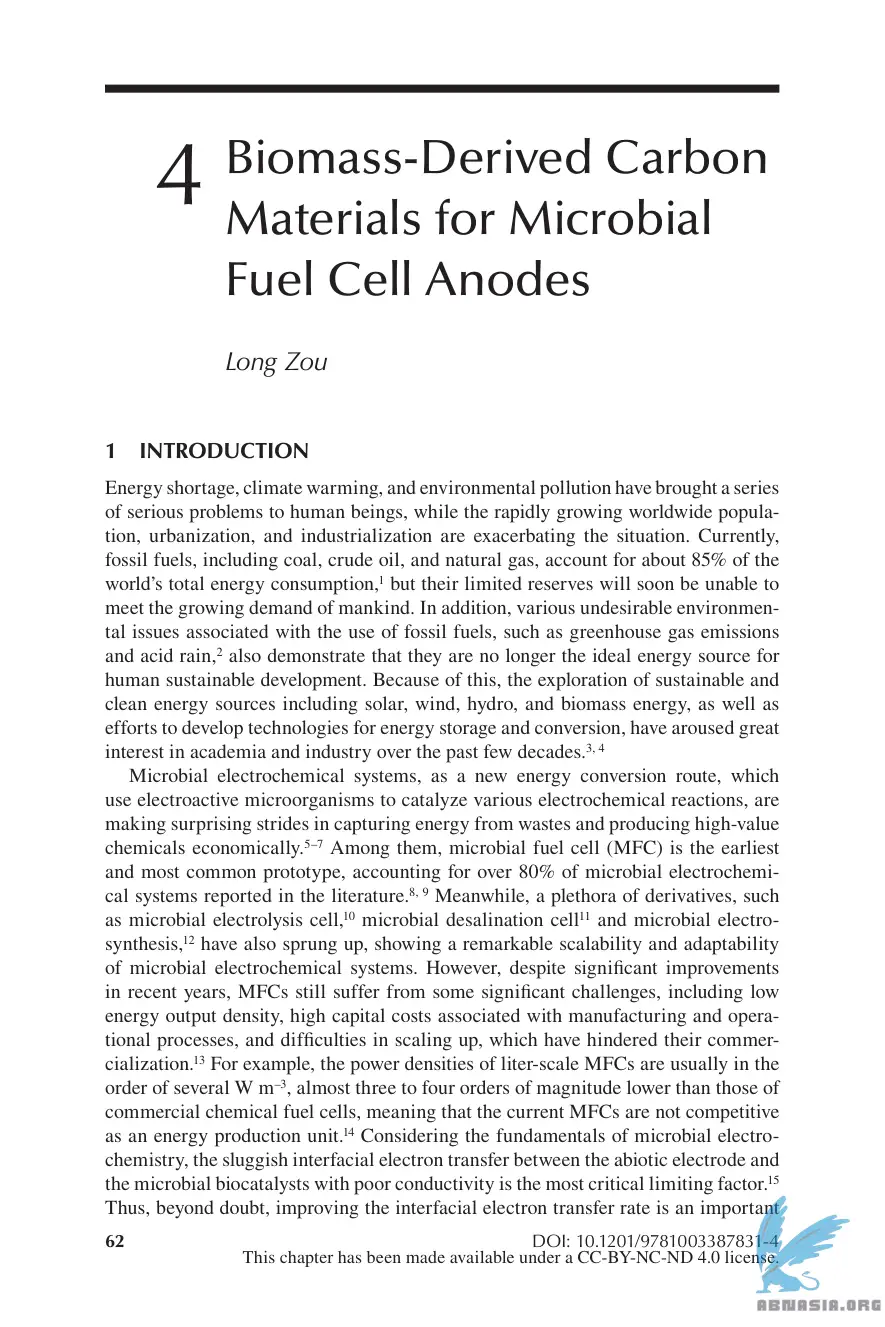 4
Biomass-Derived Carbon
Materials for Microbial
Fuel Cell Anodes
Long Zou
1 INTRODUCTION
Energy shortage, climate warming, and environmental pollution have brought a series
of serious problems to human beings, while the rapidly growing worldwide popula-
tion, urbanization, and industrialization are exacerbating the situation. Currently,
fossil fuels, including coal, crude oil, and natural gas, account for about 85% of the
world's total energy consumption,1 but their limited reserves will soon be unable to
meet the growing demand of mankind. In addition, various undesirable environmen-
tal issues associated with the use of fossil fuels, such as greenhouse gas emissions
and acid rain,2 also demonstrate that they are no longer the ideal energy source for
human sustainable development. Because of this, the exploration of sustainable and
clean energy sources including solar, wind, hydro, and biomass energy, as well as
efforts to develop technologies for energy storage and conversion, have aroused great
interest in academia and industry over the past few decades.3, 4
Microbial electrochemical systems, as a new energy conversion route, which
use electroactive microorganisms to catalyze various electrochemical reactions, are
making surprising strides in capturing energy from wastes and producing high-value
chemicals economically.5–7 Among them, microbial fuel cell (MFC) is the earliest
and most common prototype, accounting for over 80% of microbial electrochemi-
cal systems reported in the literature.8, 9 Meanwhile, a plethora of derivatives, such
as microbial electrolysis cell,10 microbial desalination cell11 and microbial electro-
synthesis,12 have also sprung up, showing a remarkable scalability and adaptability
of microbial electrochemical systems. However, despite significant improvements
in recent years, MFCs still suffer from some significant challenges, including low
energy output density, high capital costs associated with manufacturing and opera-
tional processes, and difficulties in scaling up, which have hindered their commer-
cialization.13 For example, the power densities of liter-scale MFCs are usually in the
order of several W m–3, almost three to four orders of magnitude lower than those of
commercial chemical fuel cells, meaning that the current MFCs are not competitive
as an energy production unit.14 Considering the fundamentals of microbial electro-
chemistry, the sluggish interfacial electron transfer between the abiotic electrode and
the microbial biocatalysts with poor conductivity is the most critical limiting factor.15
Thus, beyond doubt, improving the interfacial electron transfer rate is an important
62 DOI: 10.1201/9781003387831-4
This chapter has been made available under a CC-BY-NC-ND 4.0 license.
ABNASIA.ORG